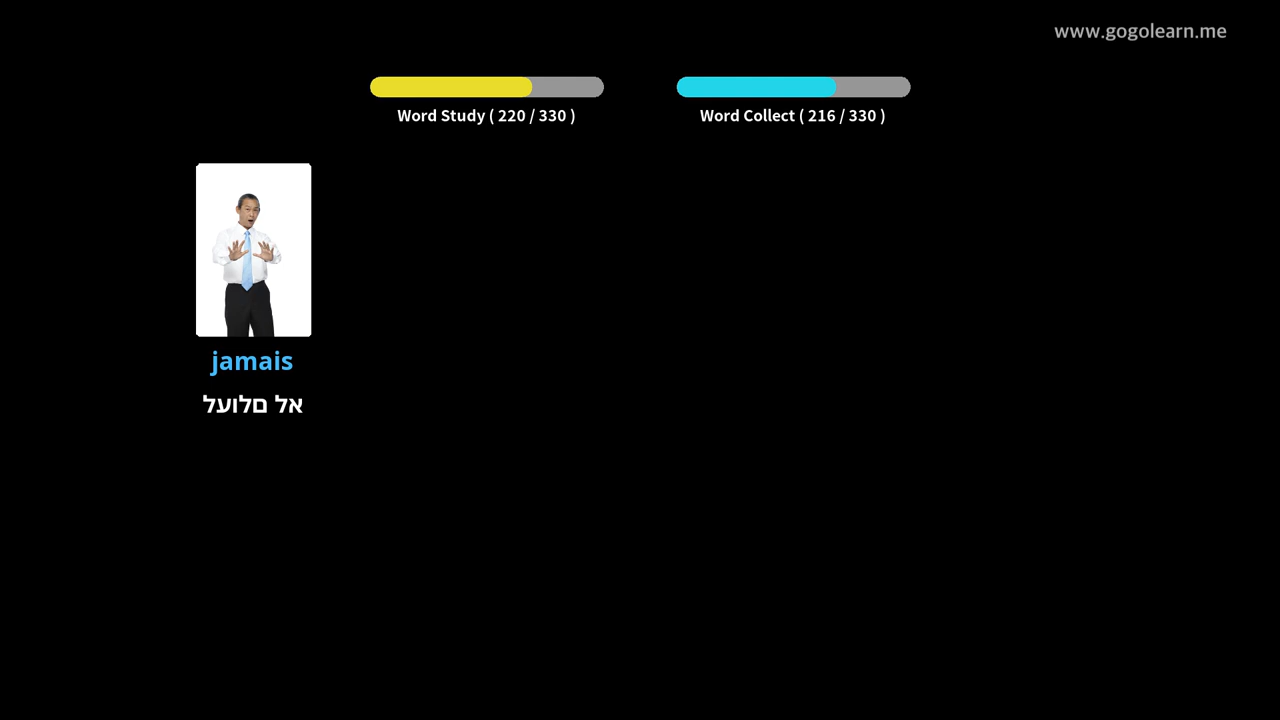 www.gogolearn.me
Word Study ( 220 / 330 )
Word Collect ( 216 / 330 )
jamais
אל םלועל